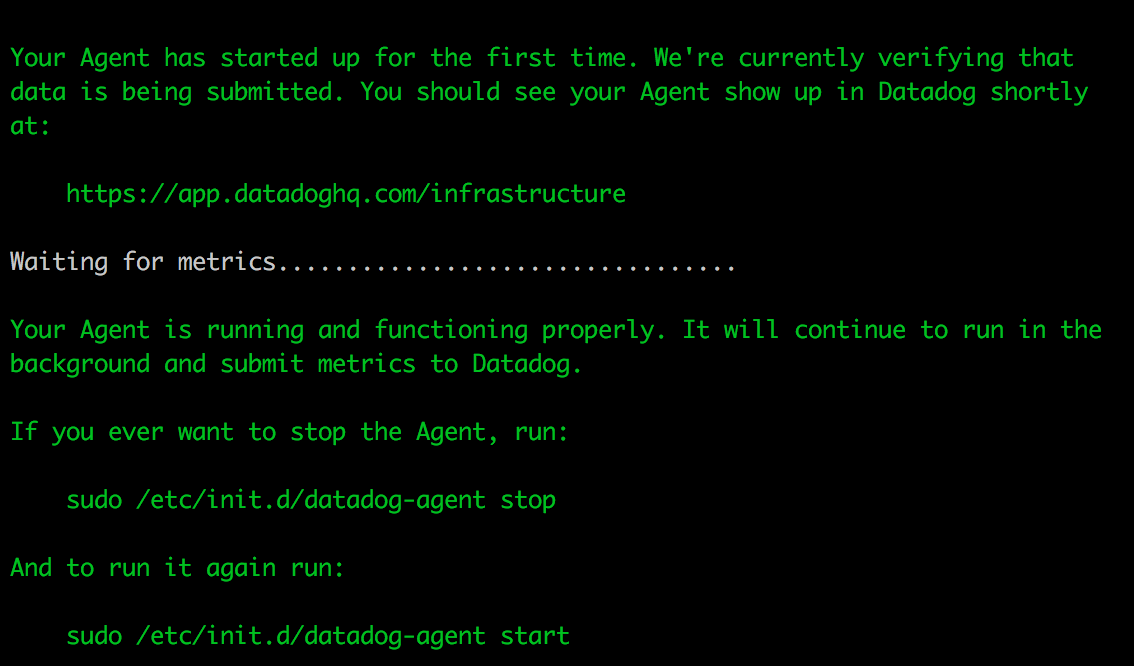 Your Agent has started up for the first time. We're currently verifying that
data is being submitted. You should see your Agent show up in Datadog shortly
at:
https://app.datadoghq.com/infrastructure
Waiting for metrics.................................
Your Agent is running and functioning properly. It will continue to run in the
background and submit metrics to Datadog.
If you ever want to stop the Agent, run:
sudo /etc/init.d/datadog-agent stop
And to run it again run:
sudo /etc/init.d/datadog-agent start